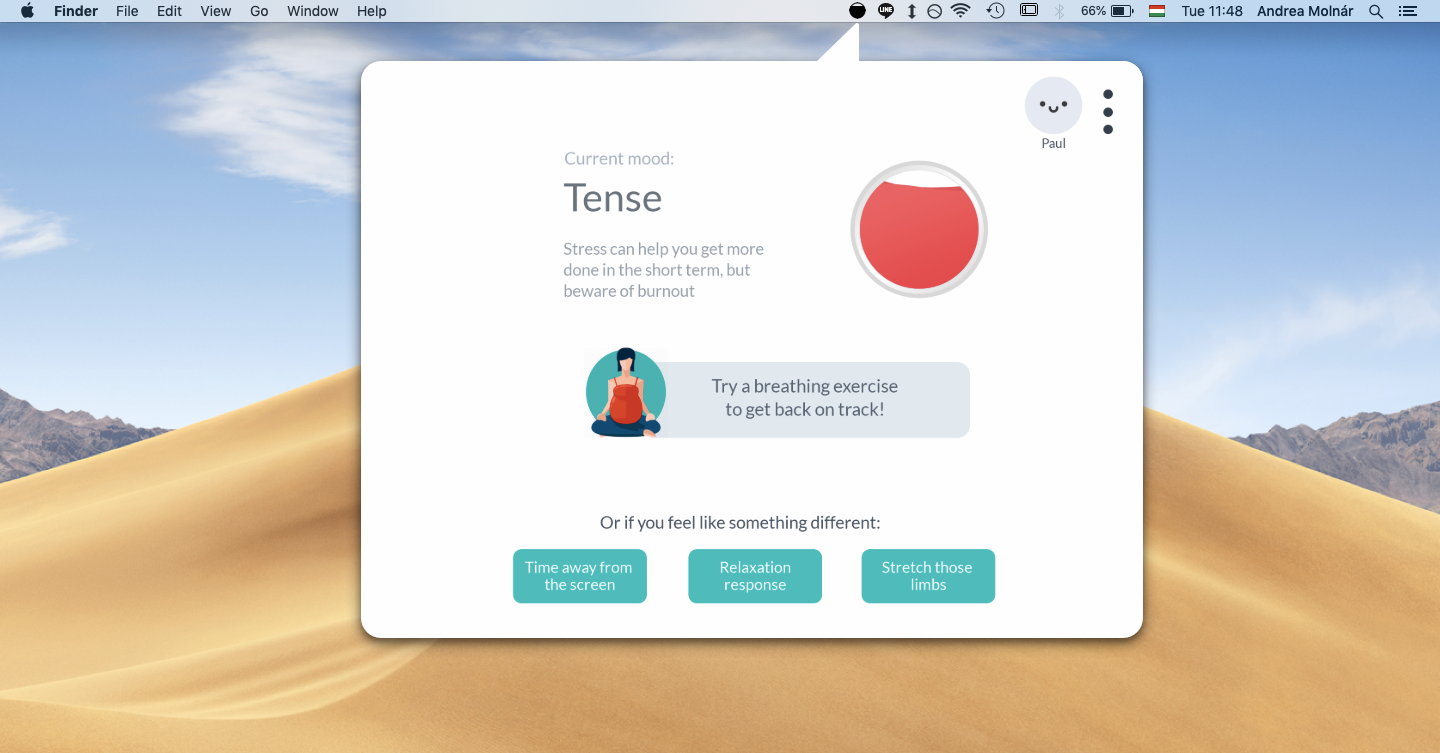 Finder File Edit View Go Window Help LINE 66% Tue 11:48 Andrea Molnár
Paul
Current mood:
Tense
Stress can help you get more
done in the short term, but
beware of burnout
Try a breathing exercise
to get back on track!
Or if you feel like something different:
Time away from
the screen
Relaxation
response
Stretch those
limbs